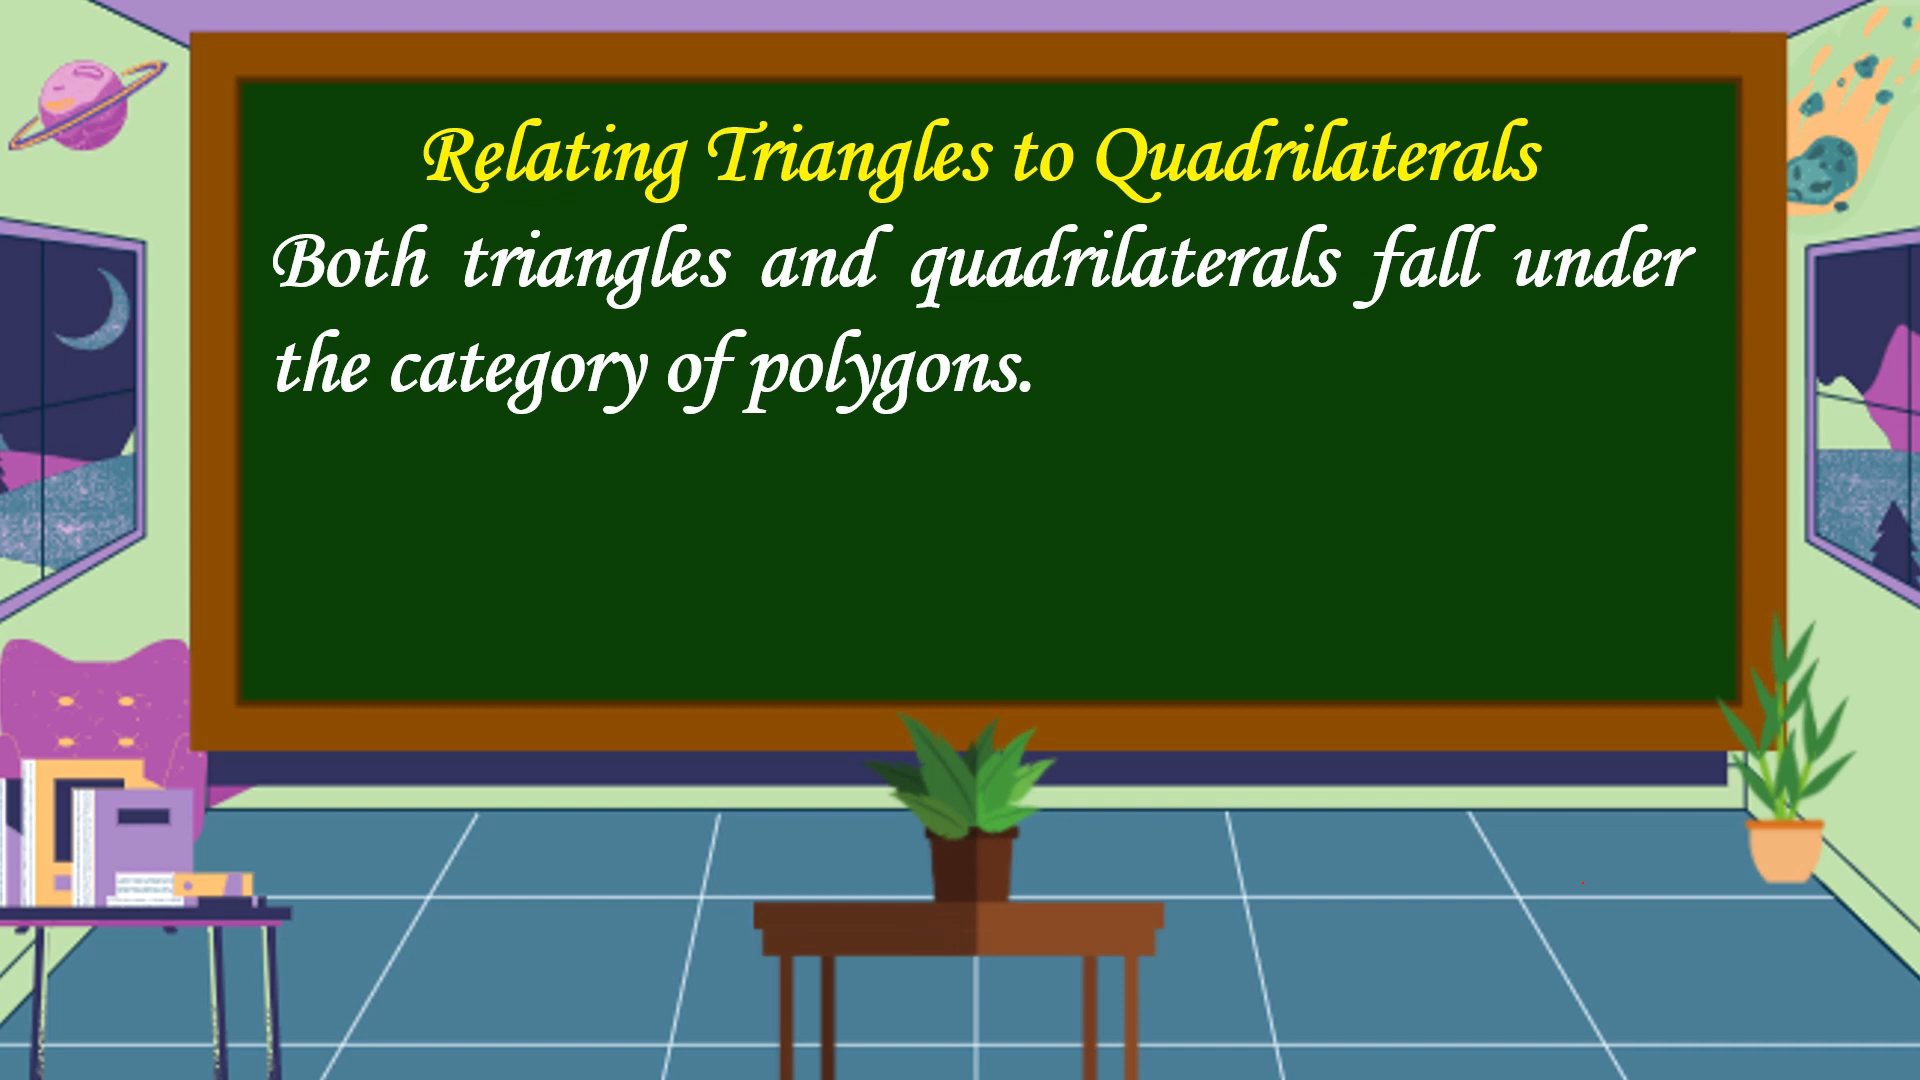 Relating Triangles to Quadrilaterals
Both triangles and quadrilaterals fall under
the category of polygons.